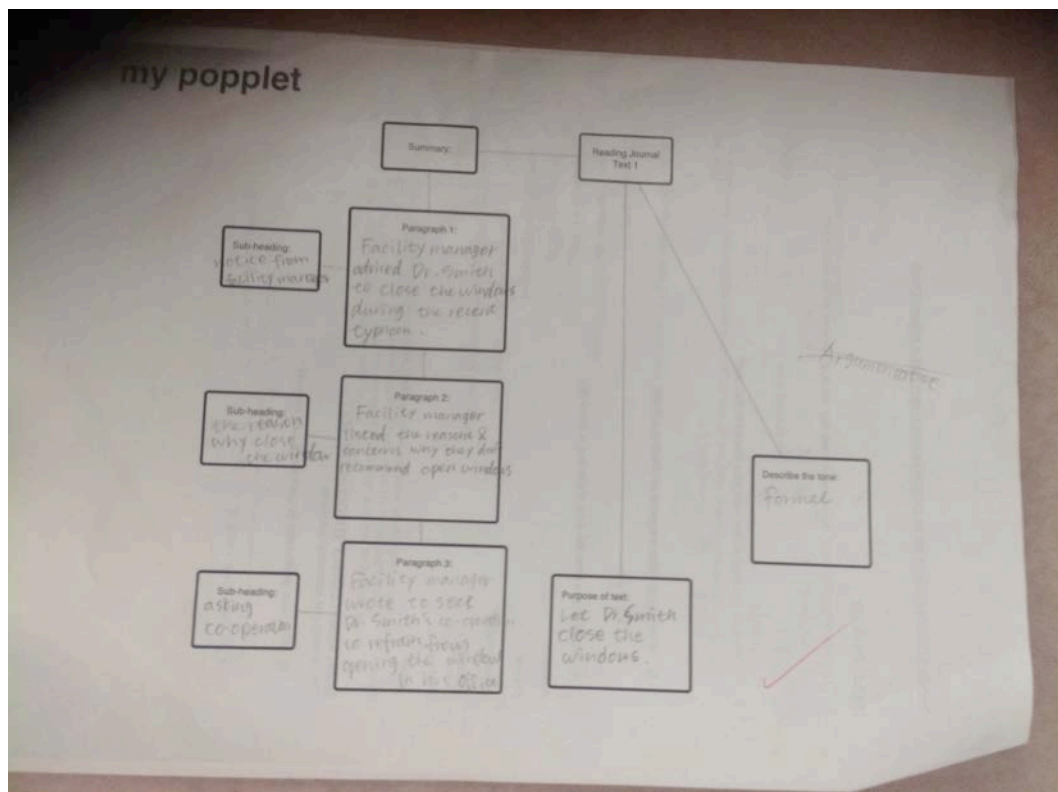 my popplet
Summary:
Reading Journal
Text 1
Sub-heading:
notice from
Paragraph 1:
Facility manager
advised Dr. Smith
to close the windows
during the recent
typhoon.
Sub-heading:
the reason
why close
the window
Paragraph 2:
Facility manager
listed the reasons &
concerns why they don't
recommend open windows
Argumentative
Describe the tone:
formal
Sub-heading:
asking
co-operation
Paragraph 3:
Facility manager
wrote to seek
Dr. Smith's co-operation
to refrain from
opening the window
in his office
Purpose of text:
Let Dr. Smith
close the
windows.